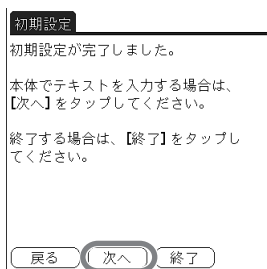 初期設定
初期設定が完了しました。
本体でテキストを入力する場合は、
【次へ】をタップしてください。
終了する場合は、【終了】をタップし
てください。
戻る 次へ 終了